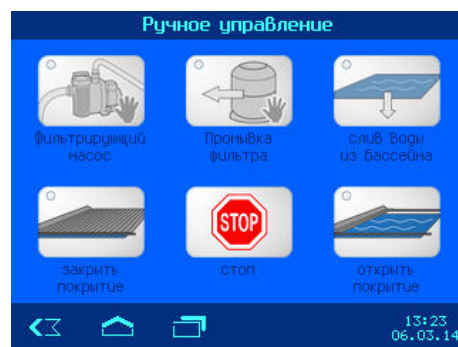 Ручное управление
Фильтрирующий
насос
Промывка
фильтра
слив воды
из бассейна
закрыть
покрытие
STOP
стоп
открыть
покрытие
13:23
06.03.14